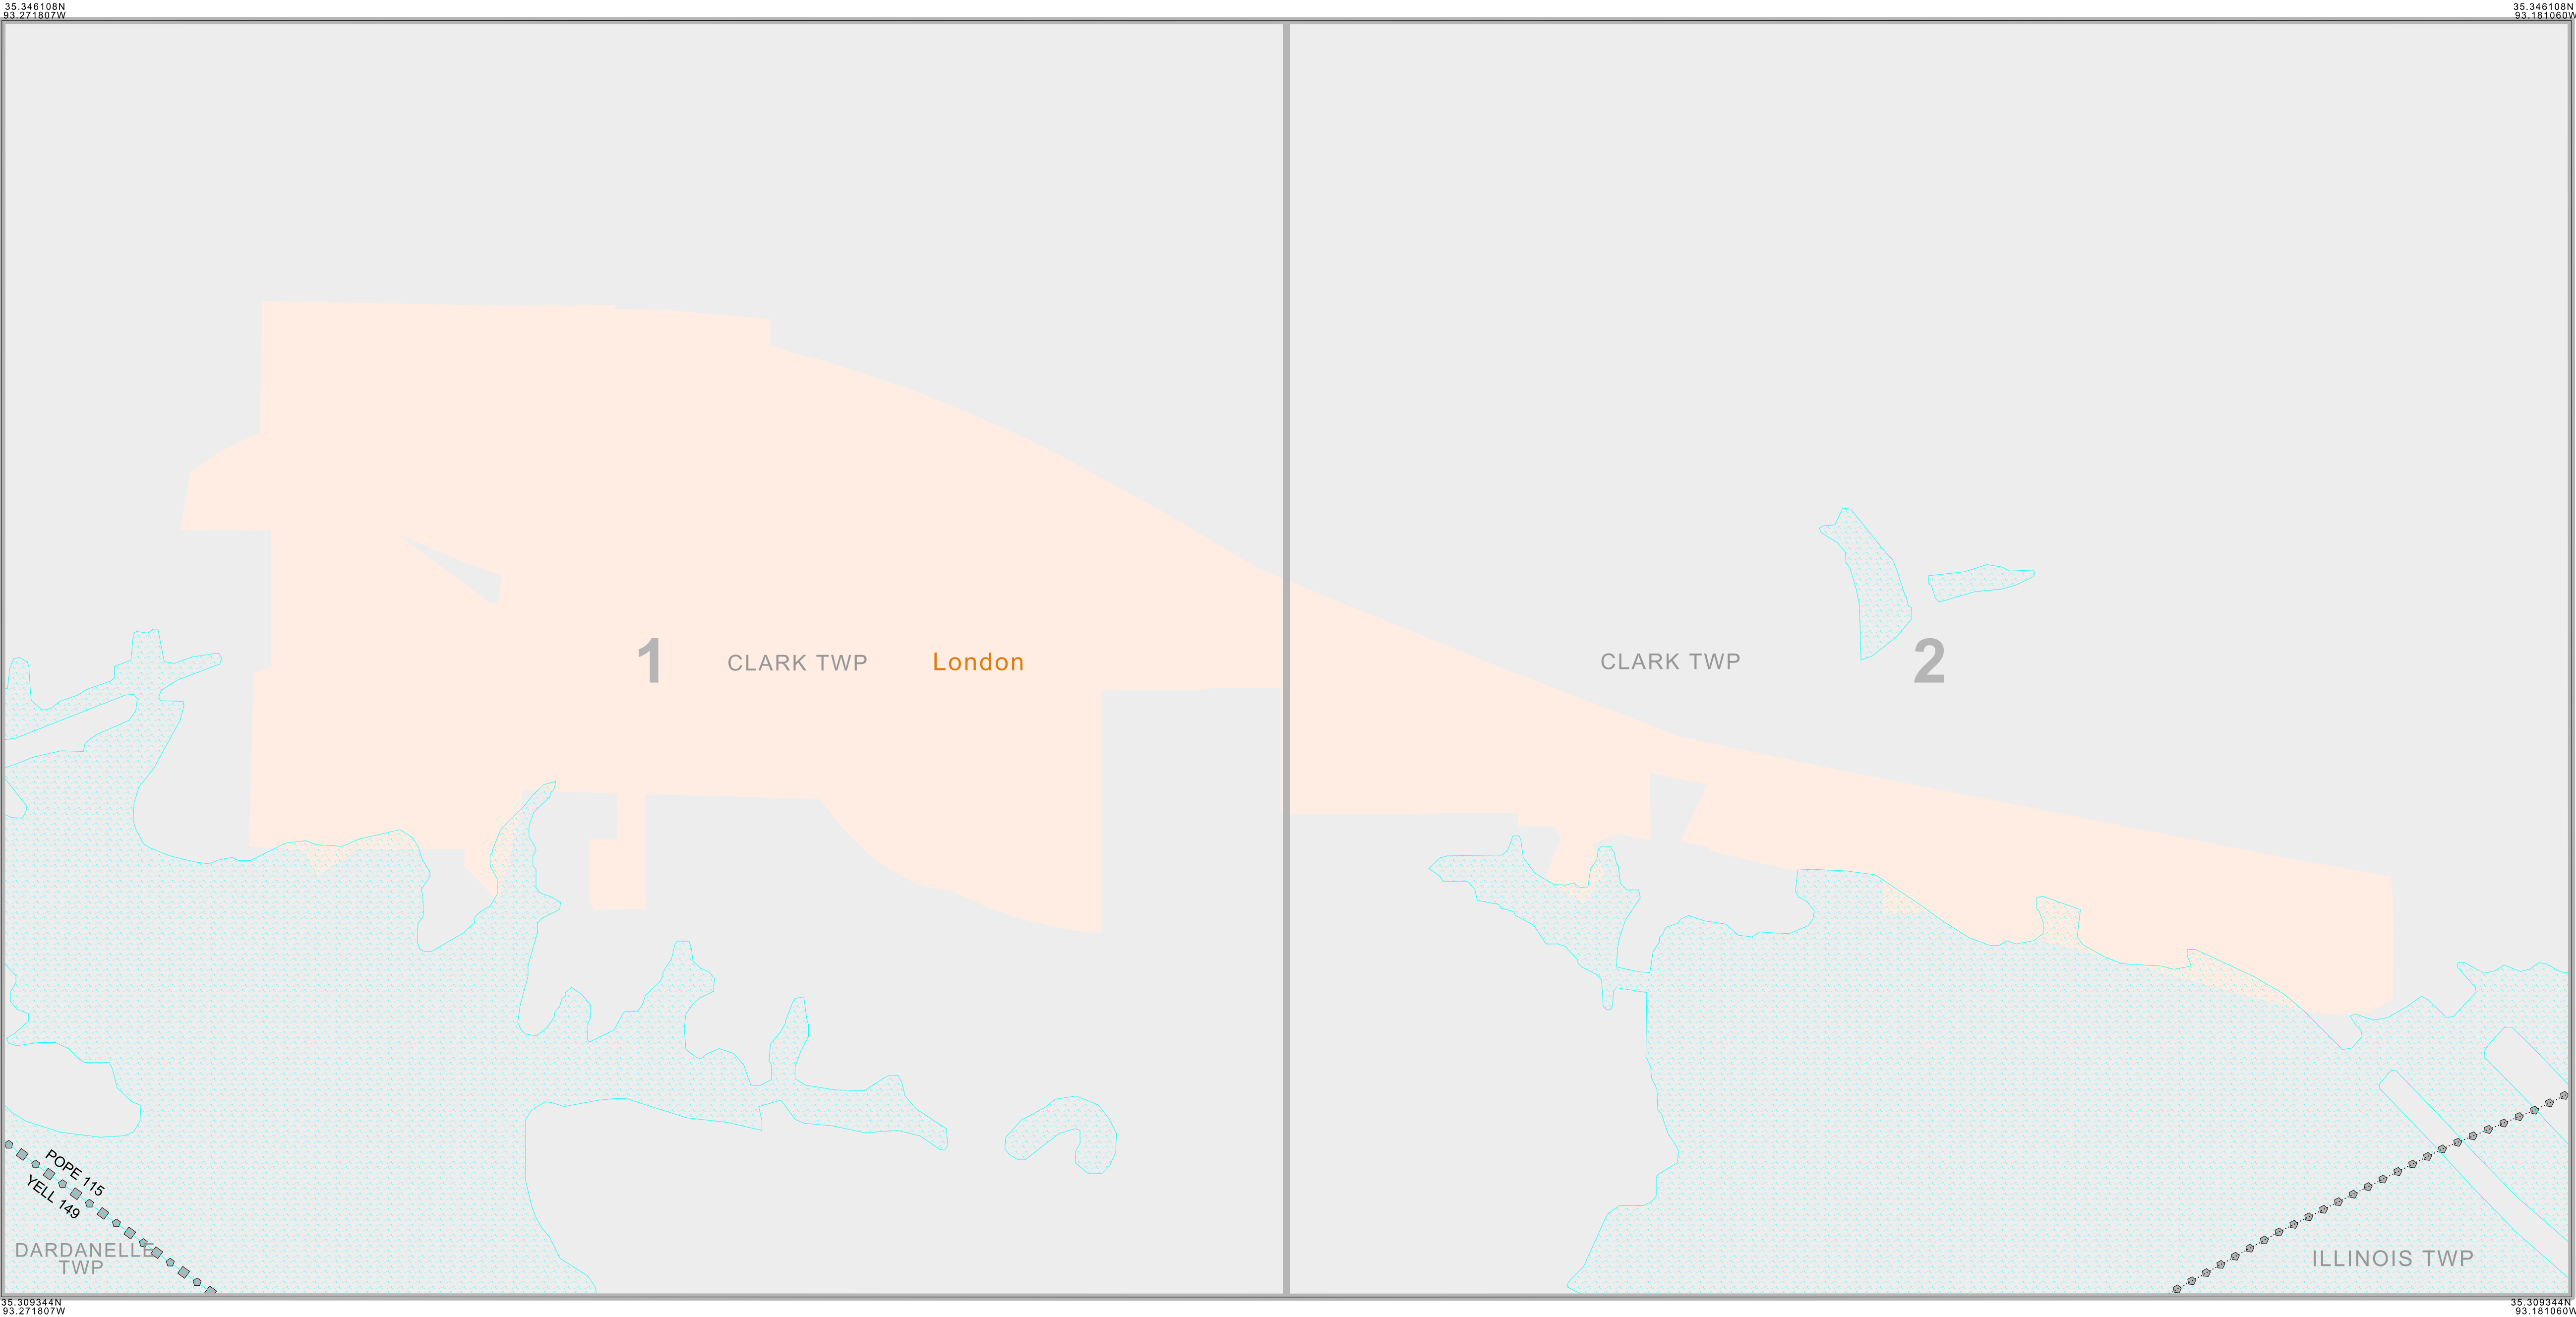 35.346108N
93.271807W
35.346108N
93.181060W
1
CLARK TWP
London
CLARK TWP
2
POPE 115
YELL 149
DARDANELLE
TWP
ILLINOIS TWP
35.309344N
93.271807W
35.309344N
93.181060W